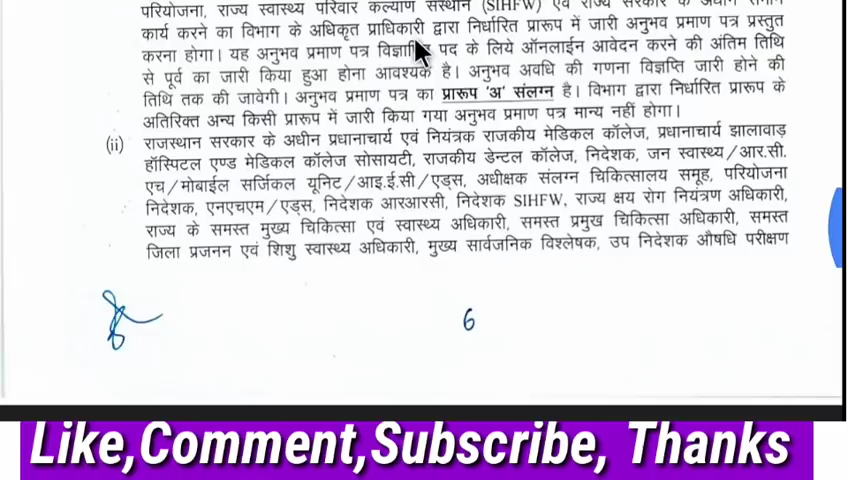 परियोजना, राज्य स्वास्थ्य परिवार कल्याण संस्थान (SIHFW) एवं राज्य सरकार के अधीन समान
कार्य करने का विभाग के अधिकृत प्राधिकारी द्वारा निर्धारित प्रारूप में जारी अनुभव प्रमाण पत्र प्रस्तुत
करना होगा। यह अनुभव प्रमाण पत्र पद के लिये ऑनलाईन आवेदन करने की अंतिम तिथि
से पूर्व का जारी किया हुआ होना आवश्यक है। अनुभव अवधि की गणना विज्ञप्ति जारी होने की
तिथि तक की जावेगी। अनुभव प्रमाण पत्र का प्रारूप 'अ' संलग्न है। विभाग द्वारा निर्धारित प्रारूप के
अतिरिक्त अन्य किसी प्रारूप में जारी किया गया अनुभव प्रमाण पत्र मान्य नहीं होगा।
(ii) राजस्थान सरकार के अधीन प्रधानाचार्य एवं नियंत्रक राजकीय मेडिकल कॉलेज, प्रधानाचार्य झालावाड़
हॉस्पिटल एण्ड मेडिकल कॉलेज सोसायटी, राजकीय डेन्टल कॉलेज, निदेशक, जन स्वास्थ्य/आर.सी.
एच/मोबाईल सर्जिकल यूनिट/आइ.ई.सी/एड्स, अधीक्षक संलग्न चिकित्सालय समूह, परियोजना
निदेशक, एनएचएम/एड्स, निदेशक आरआरसी, निदेशक SIHFW, राज्य क्षय रोग नियंत्रण अधिकारी,
राज्य के समस्त मुख्य चिकित्सा एवं स्वास्थ्य अधिकारी, समस्त प्रमुख चिकित्सा अधिकारी, समस्त
जिला प्रजनन एवं शिशु स्वास्थ्य अधिकारी, मुख्य सार्वजनिक विश्लेषक, उप निदेशक औषधि परीक्षण
6
Like,Comment,Subscribe, Thanks